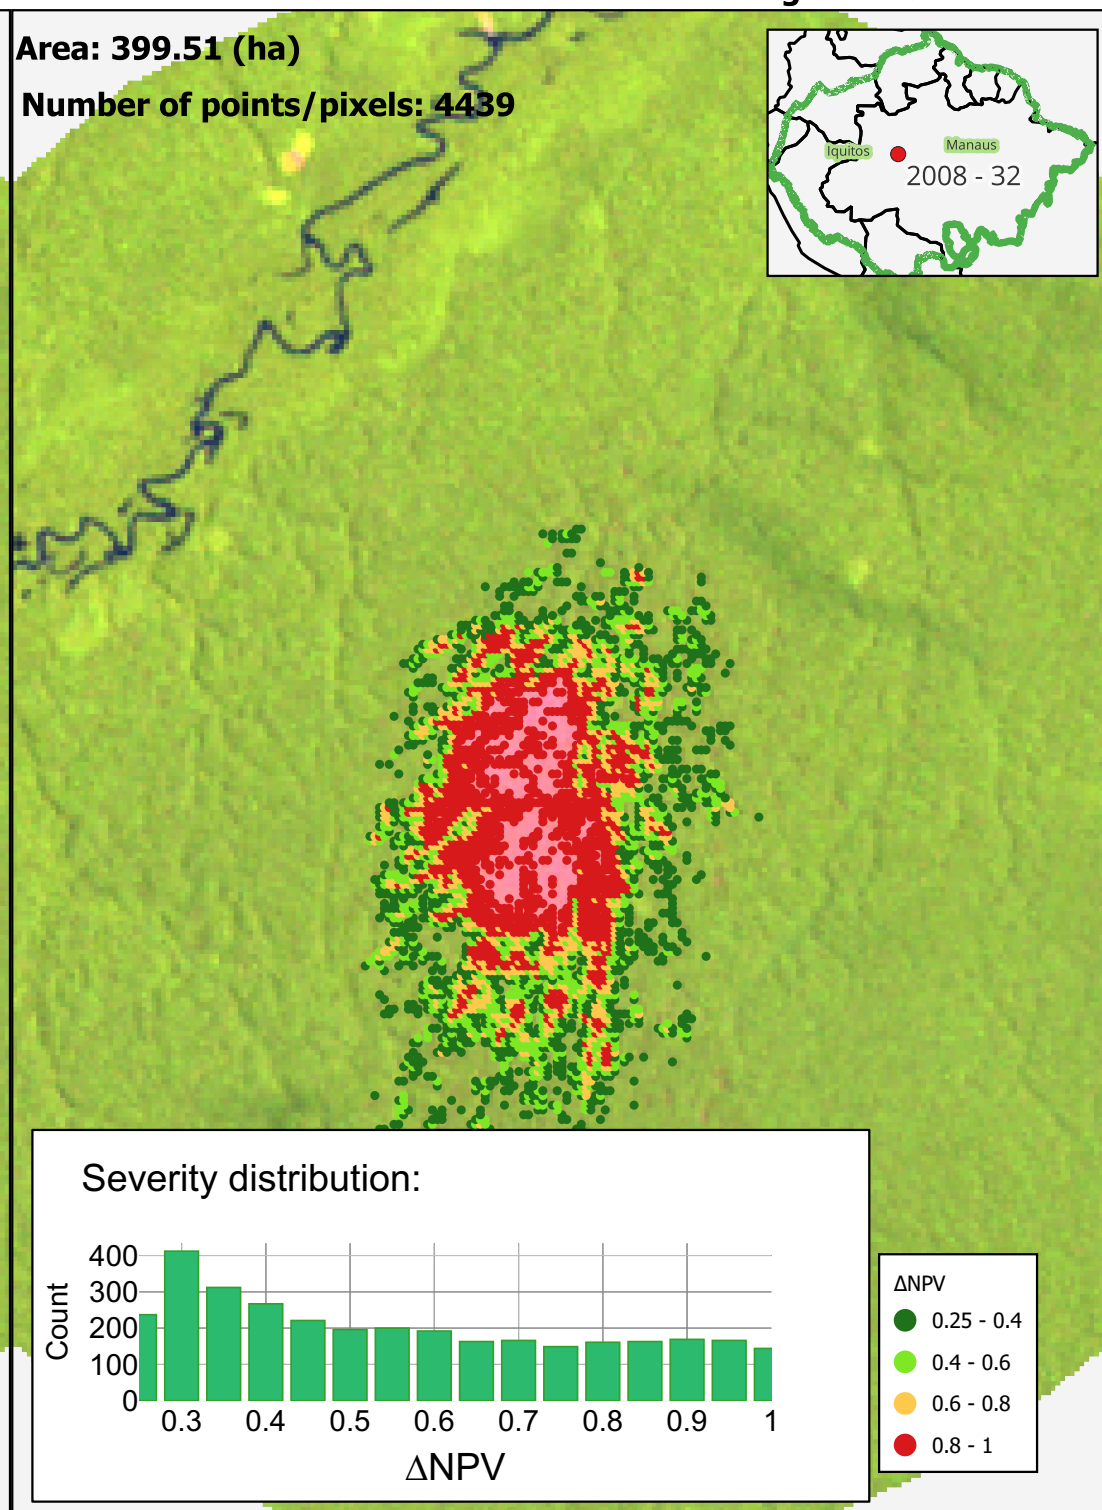 Area: 399.51 (ha)
Number of points/pixels: 4439
Iquitos
Manaus
2008 - 32
Severity distribution:
Count
400
300
200
100
0
0.3 0.4 0.5 0.6 0.7 0.8 0.9 1
ΔNPV
ΔNPV
0.25 - 0.4
0.4 - 0.6
0.6 - 0.8
0.8 - 1